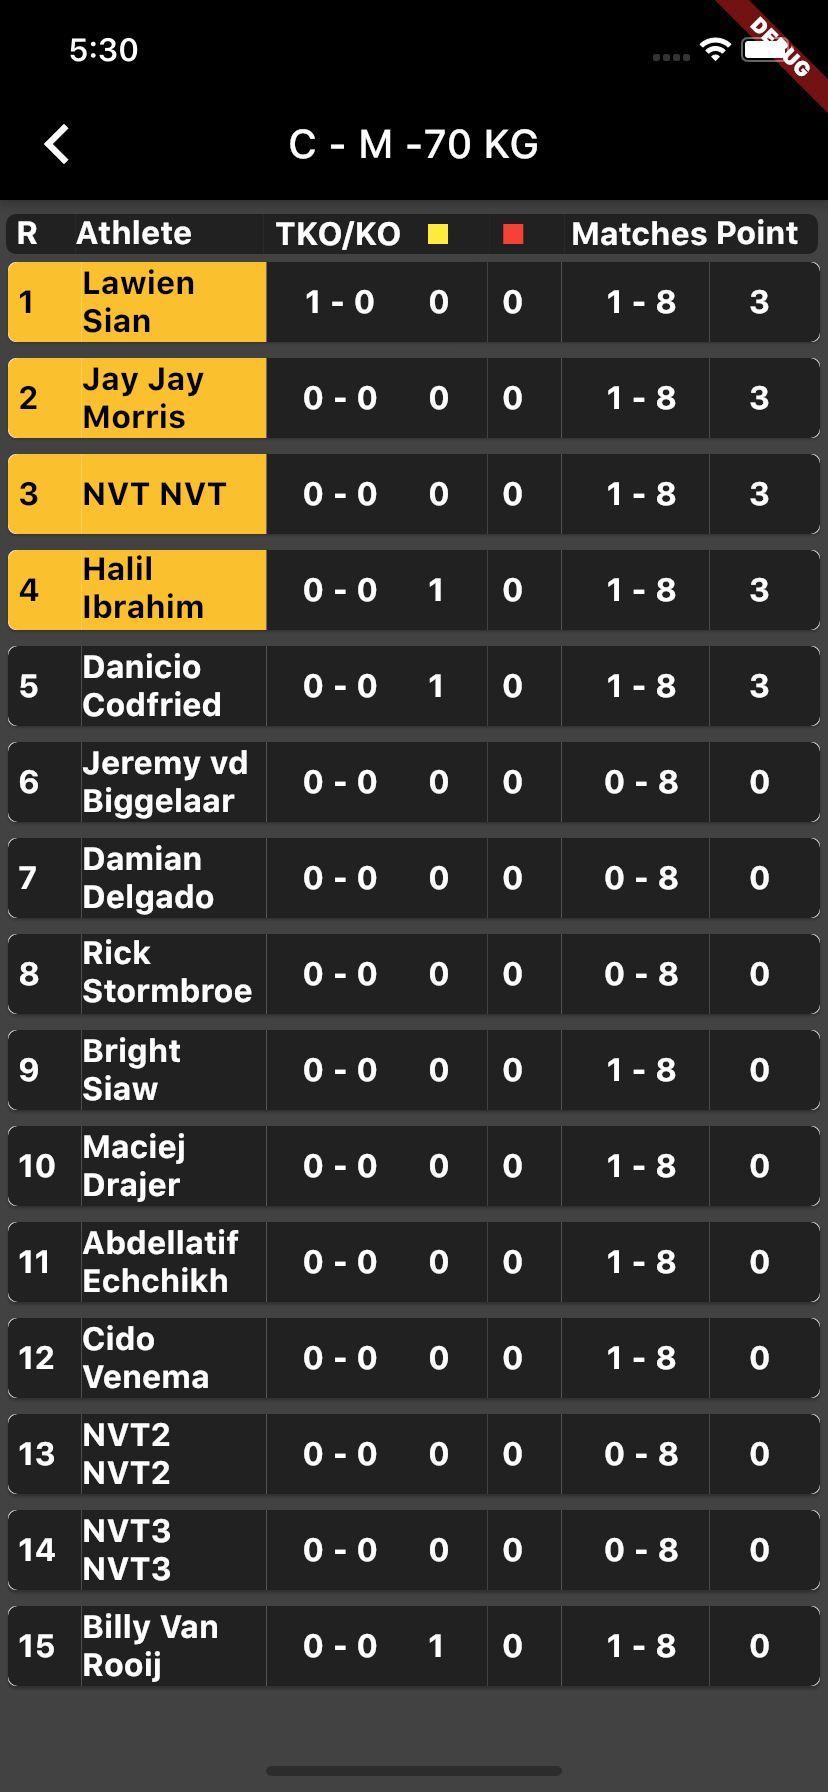 5:30
DEBUG
C - M -70 KG
R Athlete TKO/KO Matches Point
1 Lawien Sian 1 - 0 0 0 1 - 8 3
2 Jay Jay Morris 0 - 0 0 0 1 - 8 3
3 NVT NVT 0 - 0 0 0 1 - 8 3
4 Halil Ibrahim 0 - 0 1 0 1 - 8 3
5 Danicio Codfried 0 - 0 1 0 1 - 8 3
6 Jeremy vd Biggelaar 0 - 0 0 0 0 - 8 0
7 Damian Delgado 0 - 0 0 0 0 - 8 0
8 Rick Stormbroe 0 - 0 0 0 0 - 8 0
9 Bright Siaw 0 - 0 0 0 1 - 8 0
10 Maciej Drajer 0 - 0 0 0 1 - 8 0
11 Abdellatif Echchikh 0 - 0 0 0 1 - 8 0
12 Cido Venema 0 - 0 0 0 1 - 8 0
13 NVT2 NVT2 0 - 0 0 0 0 - 8 0
14 NVT3 NVT3 0 - 0 0 0 0 - 8 0
15 Billy Van Rooij 0 - 0 1 0 1 - 8 0